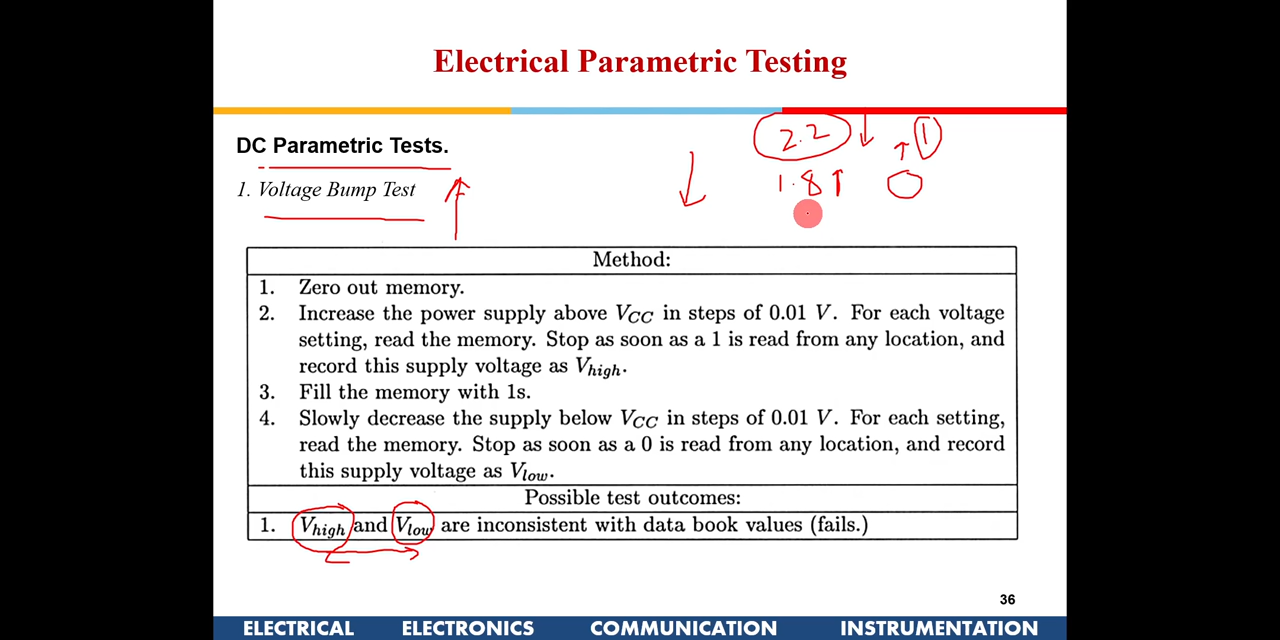 Electrical Parametric Testing
2.2 ↓ ↑ 1
DC Parametric Tests.
1.8 ↑ 0
1. Voltage Bump Test
Method:
1. Zero out memory.
2. Increase the power supply above VCC in steps of 0.01 V. For each voltage
setting, read the memory. Stop as soon as a 1 is read from any location, and
record this supply voltage as Vhigh.
3. Fill the memory with 1s.
4. Slowly decrease the supply below VCC in steps of 0.01 V. For each setting,
read the memory. Stop as soon as a 0 is read from any location, and record
this supply voltage as Vlow.
Possible test outcomes:
1. Vhigh and Vlow are inconsistent with data book values (fails.)
36
ELECTRICAL ELECTRONICS COMMUNICATION INSTRUMENTATION